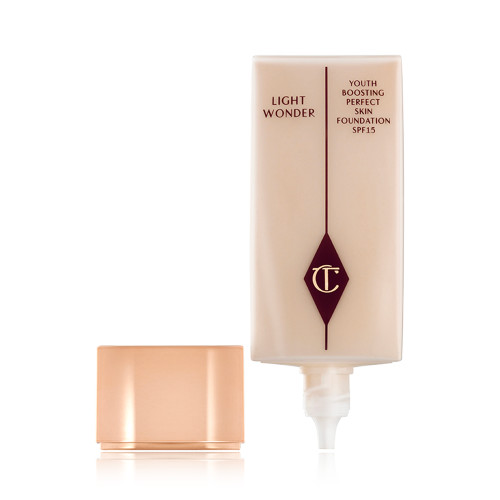 LIGHT
WONDER
YOUTH
BOOSTING
PERFECT
SKIN
FOUNDATION
SPF15
CT